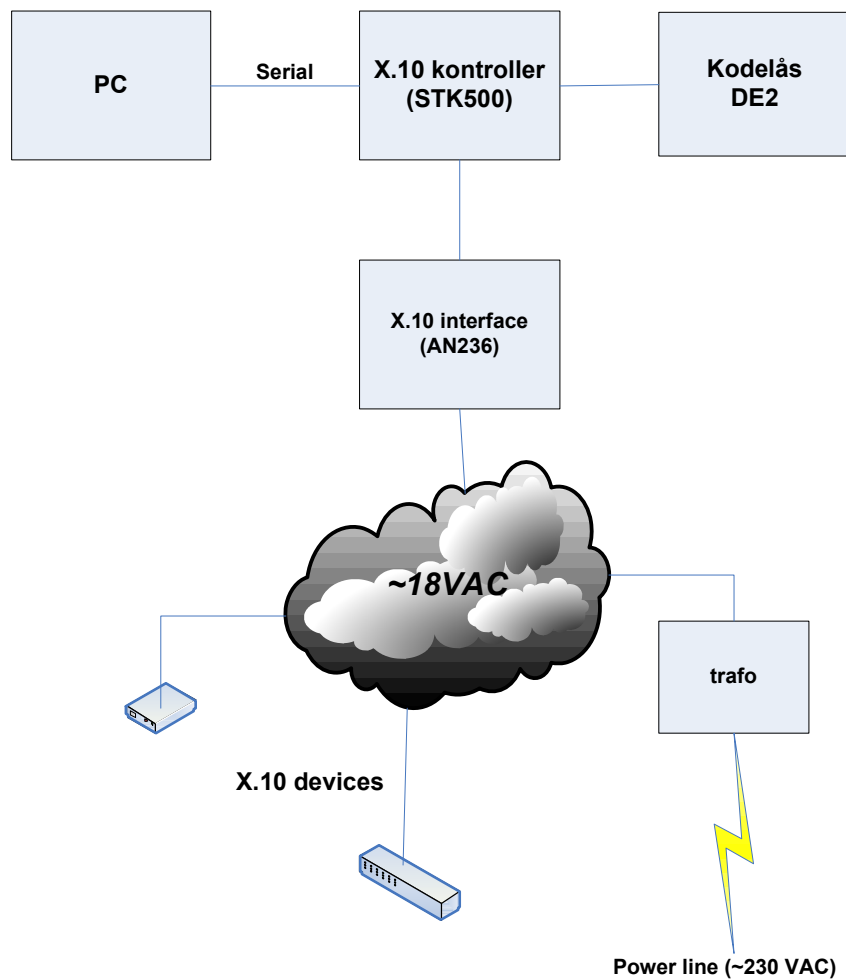 PC
Serial
X.10 kontroller
(STK500)
Kodelås
DE2
X.10 interface
(AN236)
~18VAC
trafo
X.10 devices
Power line (~230 VAC)